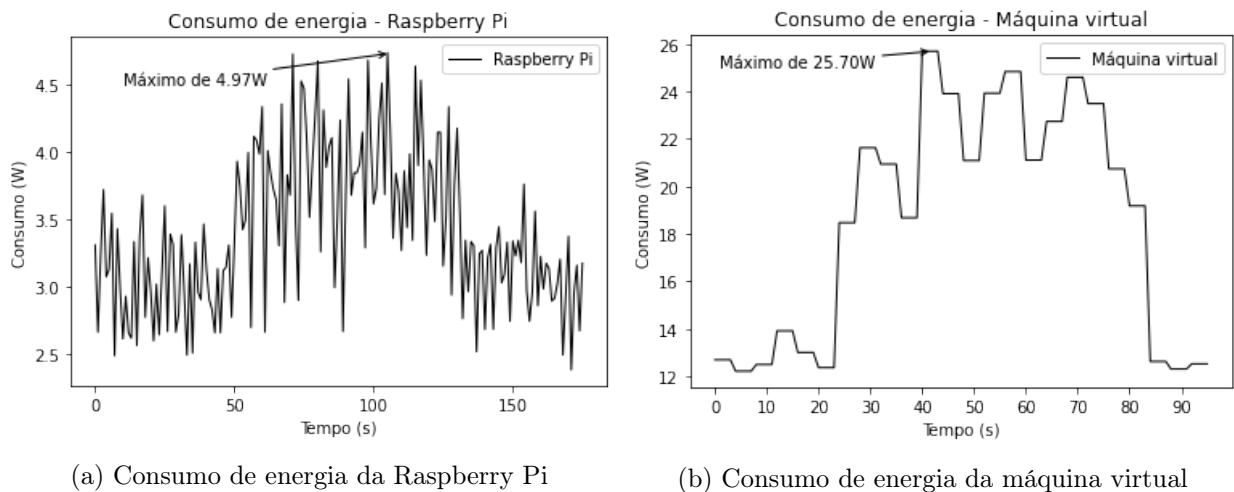 Consumo de energia - Raspberry Pi
Raspberry Pi
Máximo de 4.97W
4.5
4.0
3.5
3.0
2.5
Consumo (W)
0
50
100
150
Tempo (s)
(a) Consumo de energia da Raspberry Pi
Consumo de energia - Máquina virtual
Máquina virtual
Máximo de 25.70W
26
24
22
20
18
16
14
12
Consumo (W)
0
10
20
30
40
50
60
70
80
90
Tempo (s)
(b) Consumo de energia da máquina virtual